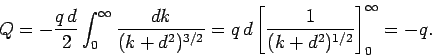 $$Q = -\frac{q\,d}{2}\int_0^\infty \frac{dk}{(k+d^2)^{3/2}} = q\,d\left[\frac{1}{(k+d^2)^{1/2}}\right]_0^\infty = -q.$$